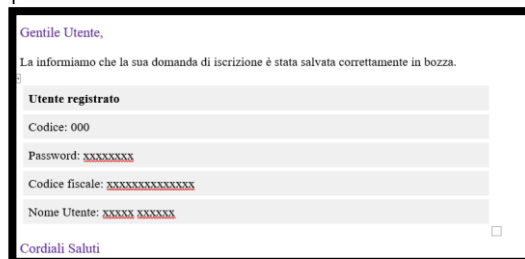 Gentile Utente,
La informiamo che la sua domanda di iscrizione è stata salvata correttamente in bozza.
Utente registrato
Codice: 000
Password: xxxxxxxx
Codice fiscale: xxxxxxxxxxxxxx
Nome Utente: xxxxx xxxxxx
Cordiali Saluti